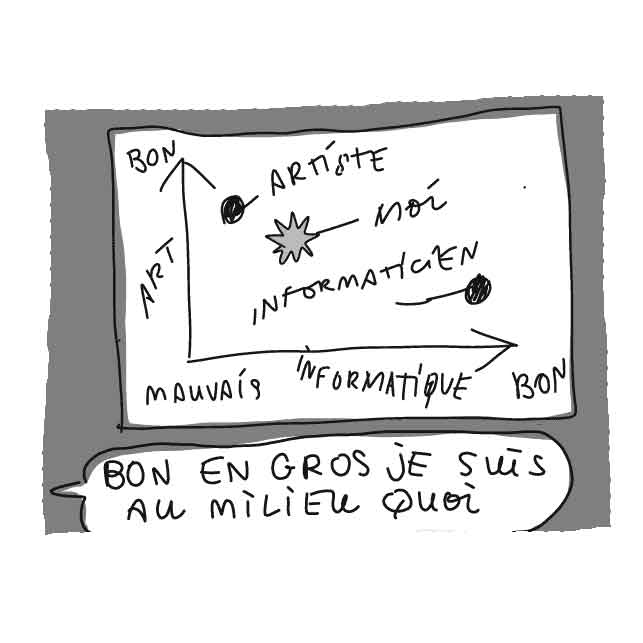 BON
ARTISTE
MOI
ART
INFORMATICIEN
MAUVAIS
INFORMATIQUE
BON
BON EN GROS JE SUIS
AU MILIEU QUOI